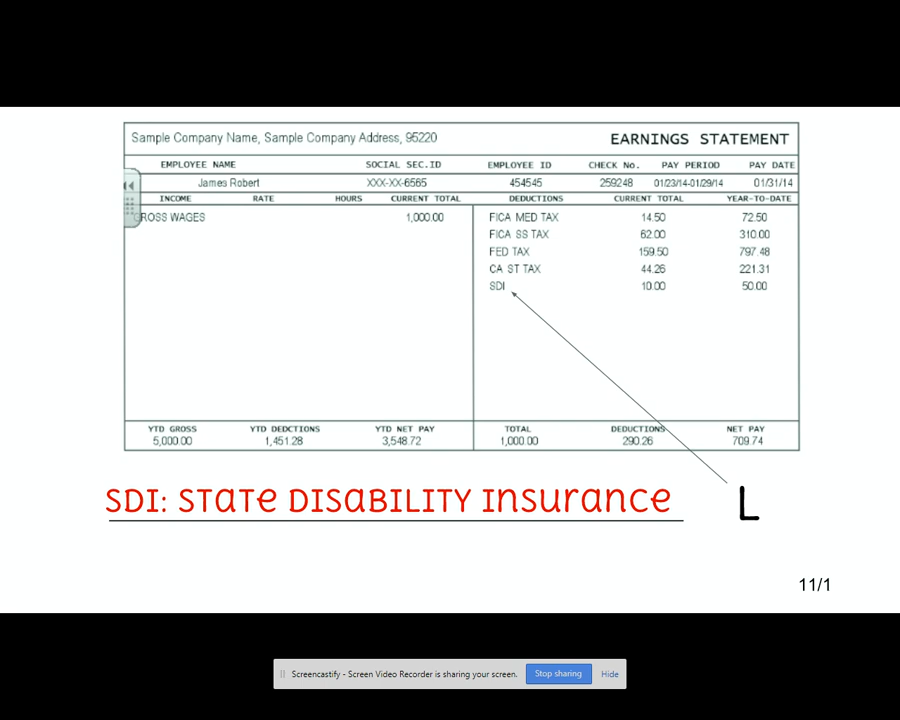 Sample Company Name, Sample Company Address, 95220 EARNINGS STATEMENT
EMPLOYEE NAME SOCIAL SEC.ID EMPLOYEE ID CHECK No. PAY PERIOD PAY DATE
James Robert XXX-XX-6565 454545 259248 01/23/14-01/29/14 01/31/14
INCOME RATE HOURS CURRENT TOTAL DEDUCTIONS CURRENT TOTAL YEAR-TO-DATE
GROSS WAGES 1,000.00 FICA MED TAX 14.50 72.50
FICA SS TAX 62.00 310.00
FED TAX 159.50 797.48
CA ST TAX 44.26 221.31
SDI 10.00 50.00
YTD GROSS YTD DEDCTIONS YTD NET PAY TOTAL DEDUCTIONS NET PAY
5,000.00 1,451.28 3,548.72 1,000.00 290.26 709.74
SDI: State Disability Insurance L
11/1
Screencastify - Screen Video Recorder is sharing your screen. Stop sharing Hide